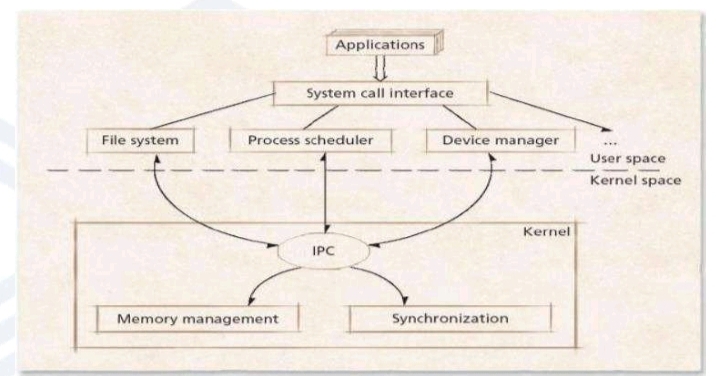 Applications
System call interface
File system
Process scheduler
Device manager
...
User space
Kernel space
Kernel
IPC
Memory management
Synchronization